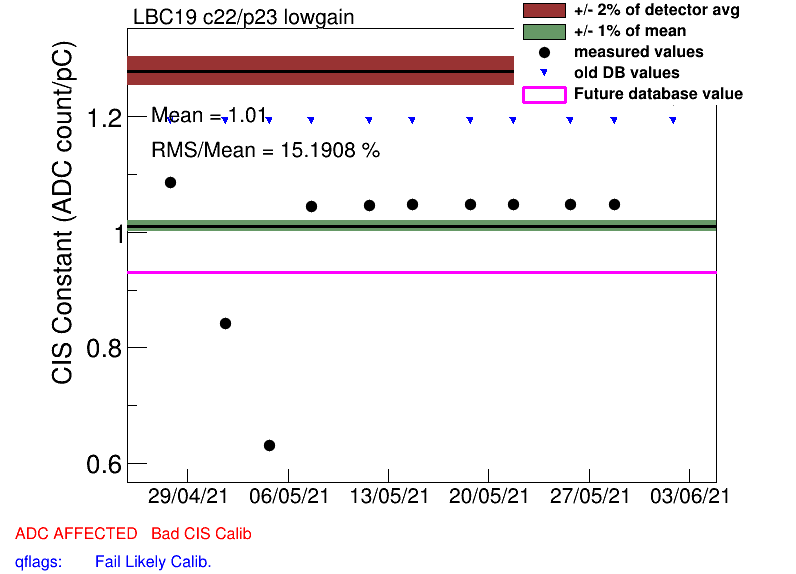 LBC19 c22/p23 lowgain
+/- 2% of detector avg
+/- 1% of mean
measured values
old DB values
Future database value
Mean = 1.01
RMS/Mean = 15.1908 %
CIS Constant (ADC count/pC)
1.2
1
0.8
0.6
29/04/21 06/05/21 13/05/21 20/05/21 27/05/21 03/06/21
ADC AFFECTED Bad CIS Calib
qflags: Fail Likely Calib.